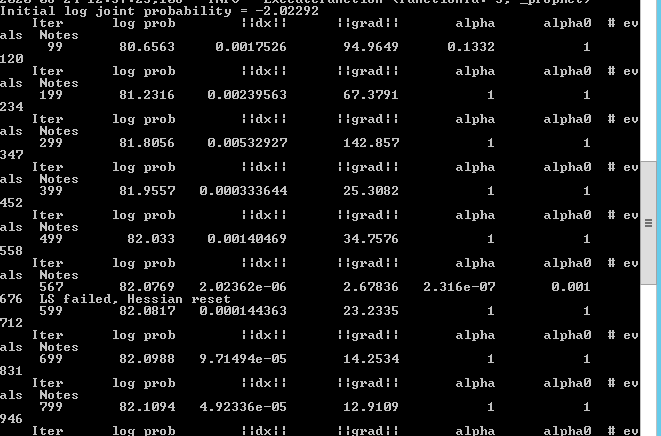 Initial log joint probability = -2.02292
Iter log prob ||dx|| ||grad|| alpha alpha0 # ev
als Notes
99 80.6563 0.0017526 94.9649 0.1332 1
120
Iter log prob ||dx|| ||grad|| alpha alpha0 # ev
als Notes
199 81.2316 0.00239563 67.3791 1 1
234
Iter log prob ||dx|| ||grad|| alpha alpha0 # ev
als Notes
299 81.8056 0.00532927 142.857 1 1
347
Iter log prob ||dx|| ||grad|| alpha alpha0 # ev
als Notes
399 81.9557 0.000333644 25.3082 1 1
452
Iter log prob ||dx|| ||grad|| alpha alpha0 # ev
als Notes
499 82.033 0.00140469 34.7576 1 1
558
Iter log prob ||dx|| ||grad|| alpha alpha0 # ev
als Notes
567 82.0769 2.02362e-06 2.67836 2.316e-07 0.001
676 LS failed, Hessian reset
599 82.0817 0.000144363 23.2335 1 1
712
Iter log prob ||dx|| ||grad|| alpha alpha0 # ev
als Notes
699 82.0988 9.71494e-05 14.2534 1 1
831
Iter log prob ||dx|| ||grad|| alpha alpha0 # ev
als Notes
799 82.1094 4.92336e-05 12.9109 1 1
946
Iter log prob ||dx|| ||grad|| alpha alpha0 # ev